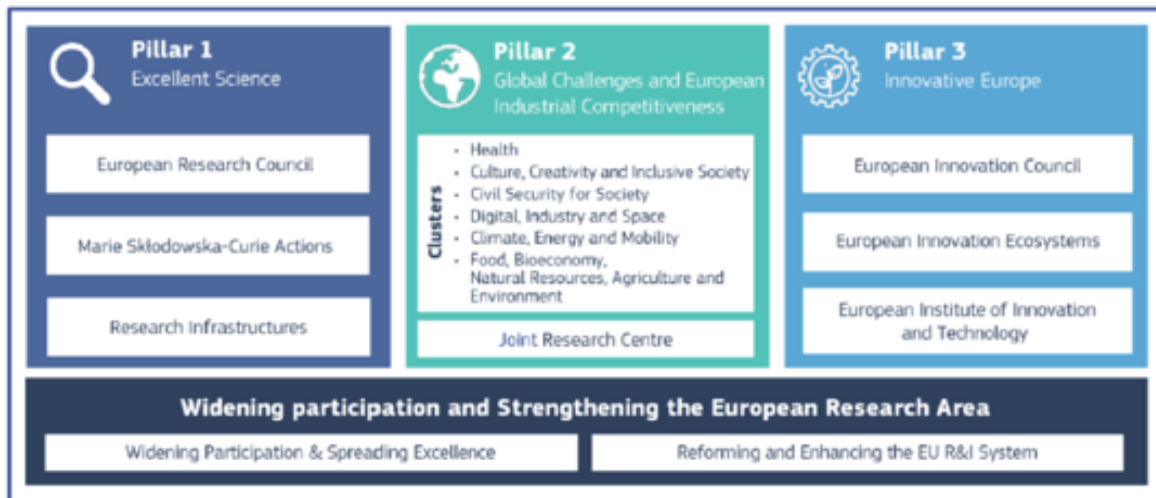 Pillar 1
Excellent Science
European Research Council
Marie Skłodowska-Curie Actions
Research Infrastructures
Pillar 2
Global Challenges and European
Industrial Competitiveness
Clusters
• Health
• Culture, Creativity and Inclusive Society
• Civil Security for Society
• Digital, Industry and Space
• Climate, Energy and Mobility
• Food, Bioeconomy,
Natural Resources, Agriculture and
Environment
Joint Research Centre
Pillar 3
Innovative Europe
European Innovation Council
European Innovation Ecosystems
European Institute of Innovation
and Technology
Widening participation and Strengthening the European Research Area
Widening Participation & Spreading Excellence
Reforming and Enhancing the EU R&I System